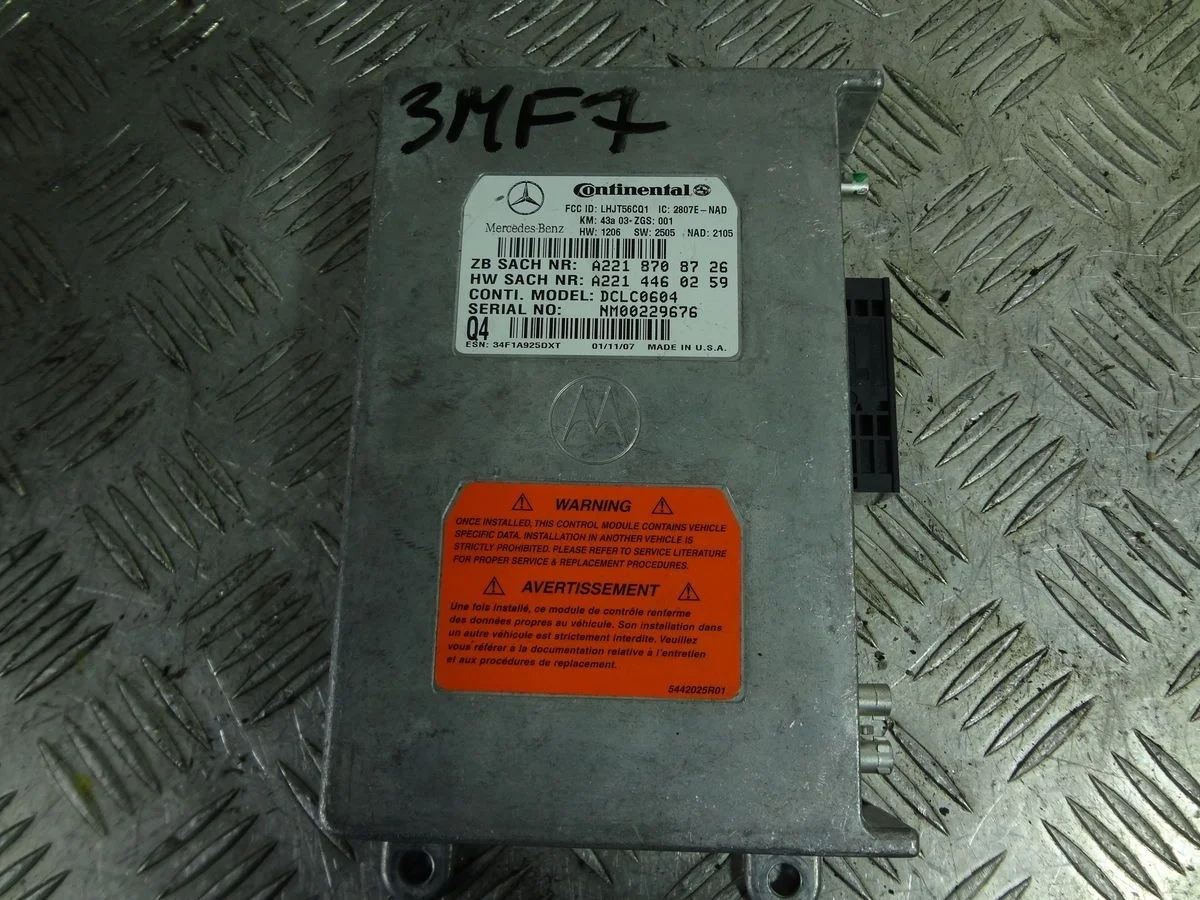 3MF7
Continental
FCC ID: LHJT56CQ1 IC: 2807E-NAD
KM: 43a 03-ZGS: 001
Mercedes-Benz HW: 1206 SW: 2505 NAD: 2105
ZB SACH NR: A221 870 87 26
HW SACH NR: A221 446 02 59
CONTI. MODEL: DCLC0604
SERIAL NO: NM00229676
Q4
ESN: 34F1A925DXT 01/11/07 MADE IN U.S.A.
WARNING
ONCE INSTALLED, THIS CONTROL MODULE CONTAINS VEHICLE
SPECIFIC DATA. INSTALLATION IN ANOTHER VEHICLE IS
STRICTLY PROHIBITED. PLEASE REFER TO SERVICE LITERATURE
FOR PROPER SERVICE & REPLACEMENT PROCEDURES.
AVERTISSEMENT
Une fois installé, ce module de contrôle renferme
des données propres au véhicule. Son installation dans
un autre véhicule est strictement interdite. Veuillez
vous référer a la documentation relative à l'entretien
et aux procédures de replacement.
5442025R01